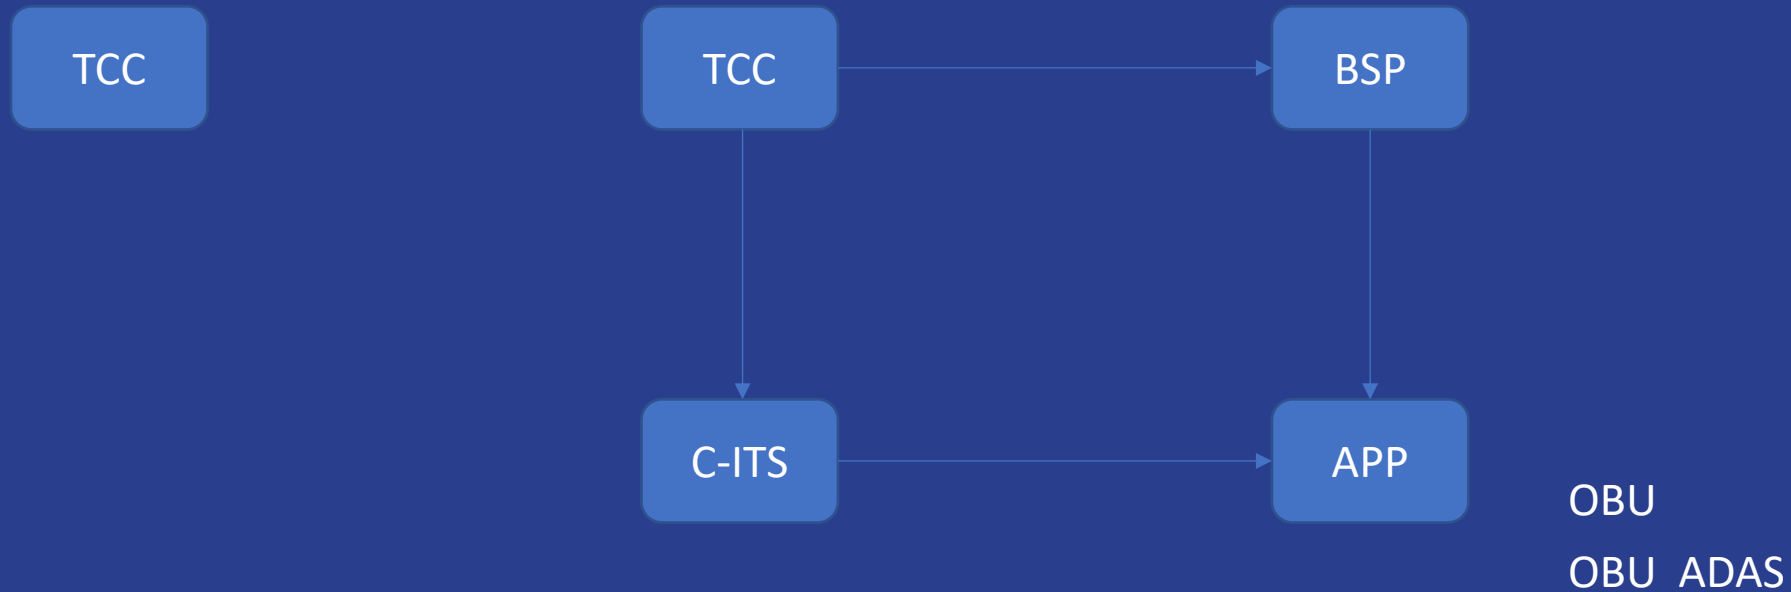 TCC
TCC
BSP
C-ITS
APP
OBU
OBU ADAS